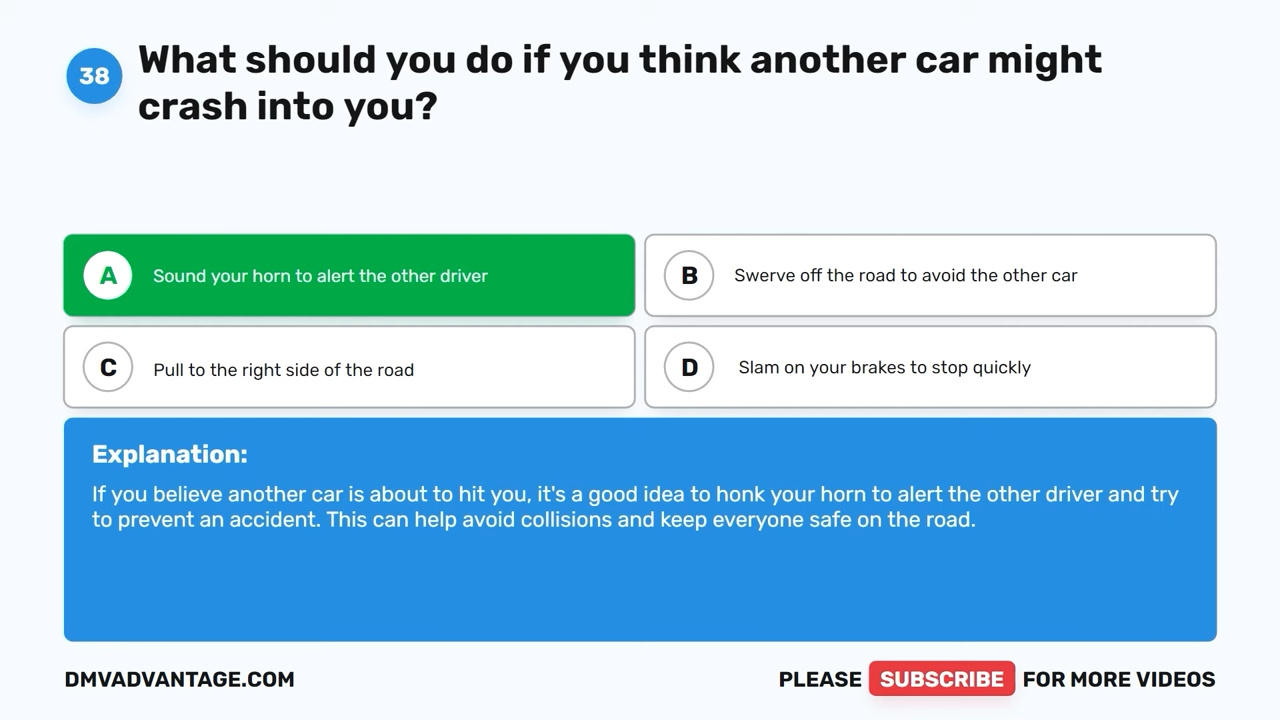 38
What should you do if you think another car might
crash into you?
A
Sound your horn to alert the other driver
B
Swerve off the road to avoid the other car
C
Pull to the right side of the road
D
Slam on your brakes to stop quickly
Explanation:
If you believe another car is about to hit you, it's a good idea to honk your horn to alert the other driver and try
to prevent an accident. This can help avoid collisions and keep everyone safe on the road.
DMVADVANTAGE.COM
PLEASE SUBSCRIBE FOR MORE VIDEOS